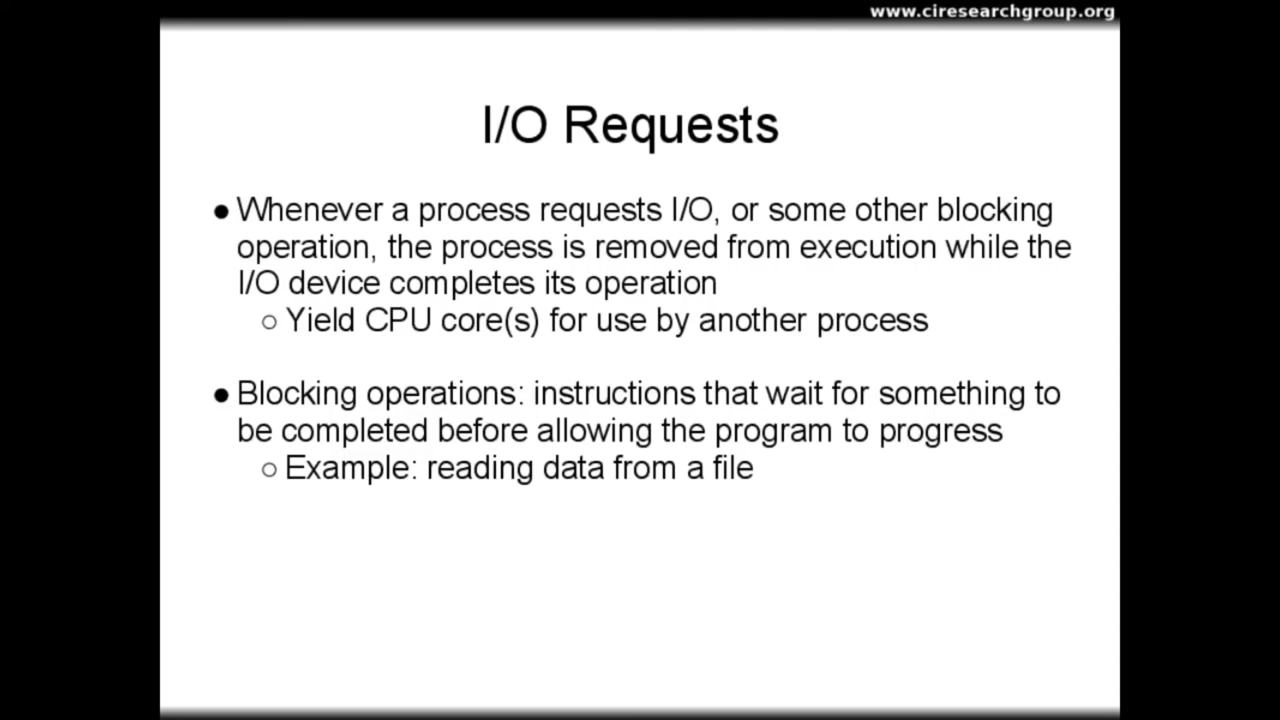 www.ciresearchgroup.org
I/O Requests
● Whenever a process requests I/O, or some other blocking
operation, the process is removed from execution while the
I/O device completes its operation
○ Yield CPU core(s) for use by another process
● Blocking operations: instructions that wait for something to
be completed before allowing the program to progress
○ Example: reading data from a file